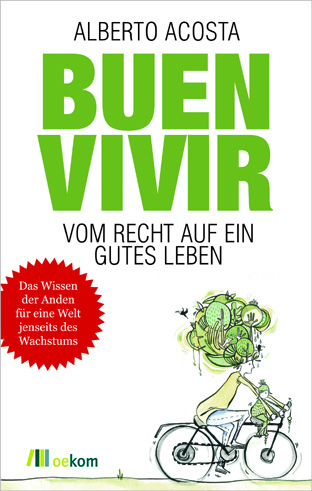 ALBERTO ACOSTA
BUEN
VIVIR
VOM RECHT AUF EIN
GUTES LEBEN
Das Wissen
der Anden
für eine Welt
jenseits des
Wachstums
oekom